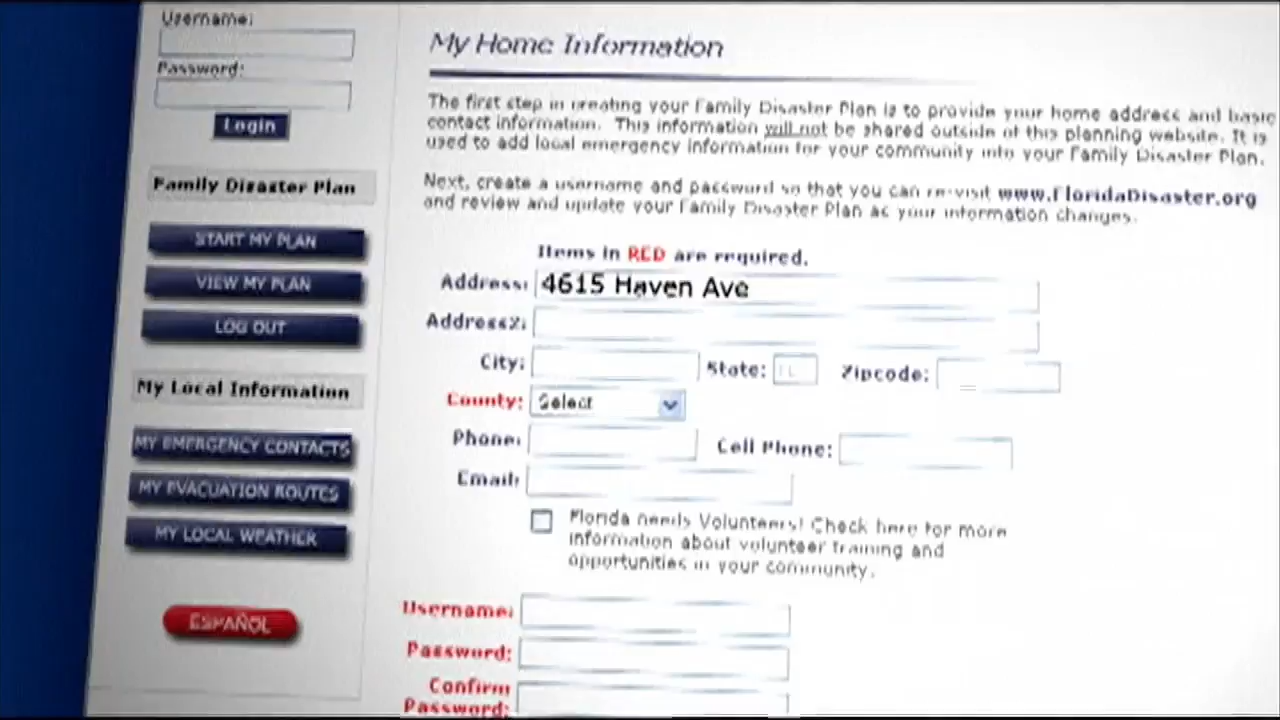 Username:
Password:
Login
Family Disaster Plan
START MY PLAN
VIEW MY PLAN
LOG OUT
My Local Information
MY EMERGENCY CONTACTS
MY EVACUATION ROUTES
MY LOCAL WEATHER
ESPAÑOL
My Home Information
The first step in creating your Family Disaster Plan is to provide your home address and basic
contact information. This information will not be shared outside of this planning website. It is
used to add local emergency information for your community into your Family Disaster Plan.
Next, create a username and password so that you can re-visit www.FloridaDisaster.org
and review and update your Family Disaster Plan as your information changes.
Items in RED are required.
Address: 4615 Haven Ave
Address2:
City: State: FL Zipcode:
County: Select
Phone: Cell Phone:
Email:
Florida needs Volunteers! Check here for more
information about volunteer training and
opportunities in your community.
Username:
Password:
Confirm
Password: